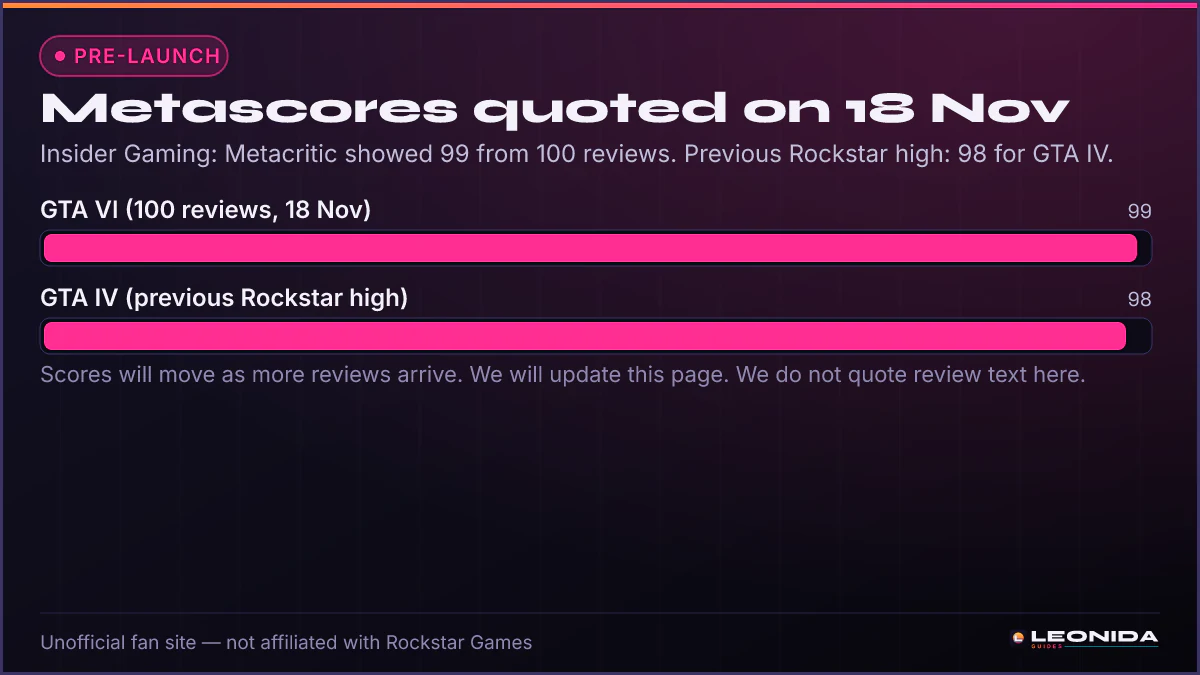 PRE-LAUNCH
Metascores quoted on 18 Nov
Insider Gaming: Metacritic showed 99 from 100 reviews. Previous Rockstar high: 98 for GTA IV.
GTA VI (100 reviews, 18 Nov)
99
GTA IV (previous Rockstar high)
98
Scores will move as more reviews arrive. We will update this page. We do not quote review text here.
Unofficial fan site — not affiliated with Rockstar Games
LEONIDA
GUIDES